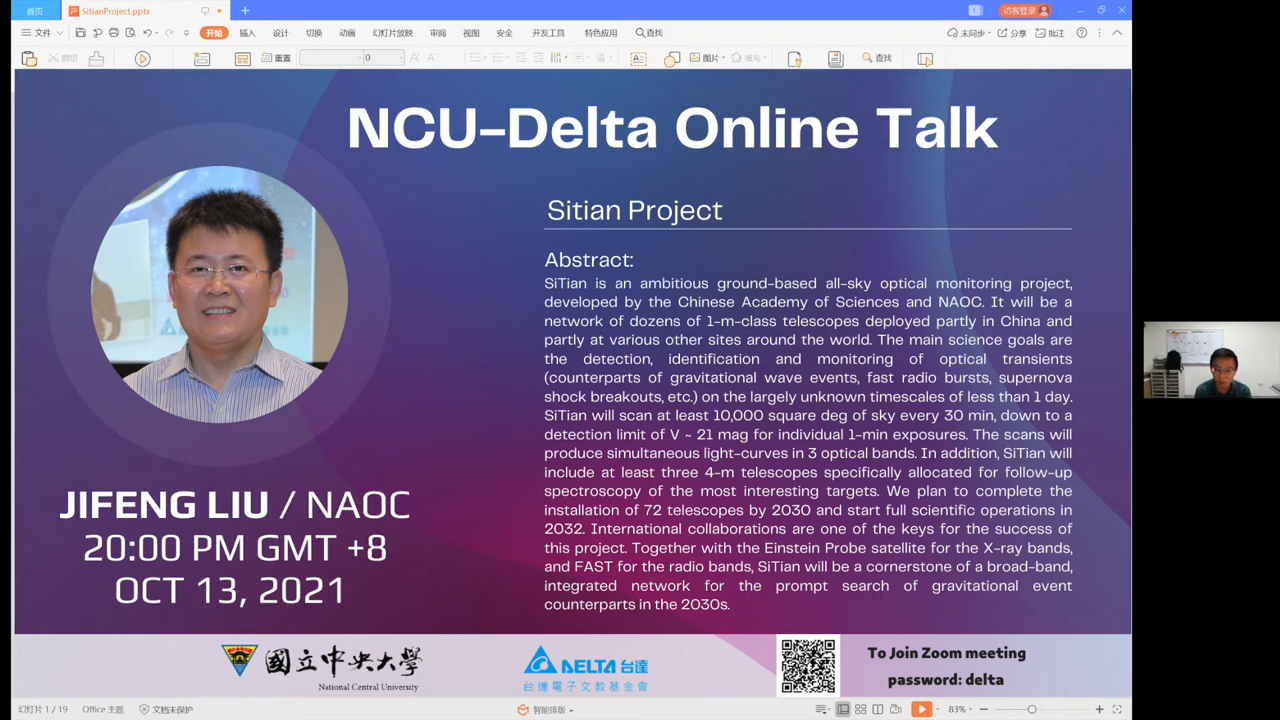 首页
SitianProject.pptx
访客登录
文件
开始
插入
设计
切换
动画
幻灯片放映
审阅
视图
安全
开发工具
特色应用
查找
未同步
分享
批注
剪切
重置
0
图片
填充
查找
NCU-Delta Online Talk
Sitian Project
Abstract:
SiTian is an ambitious ground-based all-sky optical monitoring project,
developed by the Chinese Academy of Sciences and NAOC. It will be a
network of dozens of 1-m-class telescopes deployed partly in China and
partly at various other sites around the world. The main science goals are
the detection, identification and monitoring of optical transients
(counterparts of gravitational wave events, fast radio bursts, supernova
shock breakouts, etc.) on the largely unknown timescales of less than 1 day.
SiTian will scan at least 10,000 square deg of sky every 30 min, down to a
detection limit of V ~ 21 mag for individual 1-min exposures. The scans will
produce simultaneous light-curves in 3 optical bands. In addition, SiTian will
include at least three 4-m telescopes specifically allocated for follow-up
spectroscopy of the most interesting targets. We plan to complete the
installation of 72 telescopes by 2030 and start full scientific operations in
2032. International collaborations are one of the keys for the success of
this project. Together with the Einstein Probe satellite for the X-ray bands,
and FAST for the radio bands, SiTian will be a cornerstone of a broad-band,
integrated network for the prompt search of gravitational event
counterparts in the 2030s.
JIFENG LIU / NAOC
20:00 PM GMT +8
OCT 13, 2021
國立中央大學
National Central University
DELTA 台達
台達電子文教基金會
To Join Zoom meeting
password: delta
幻灯片 1 / 19
Office 主题
文档未保护
智能排版
83%